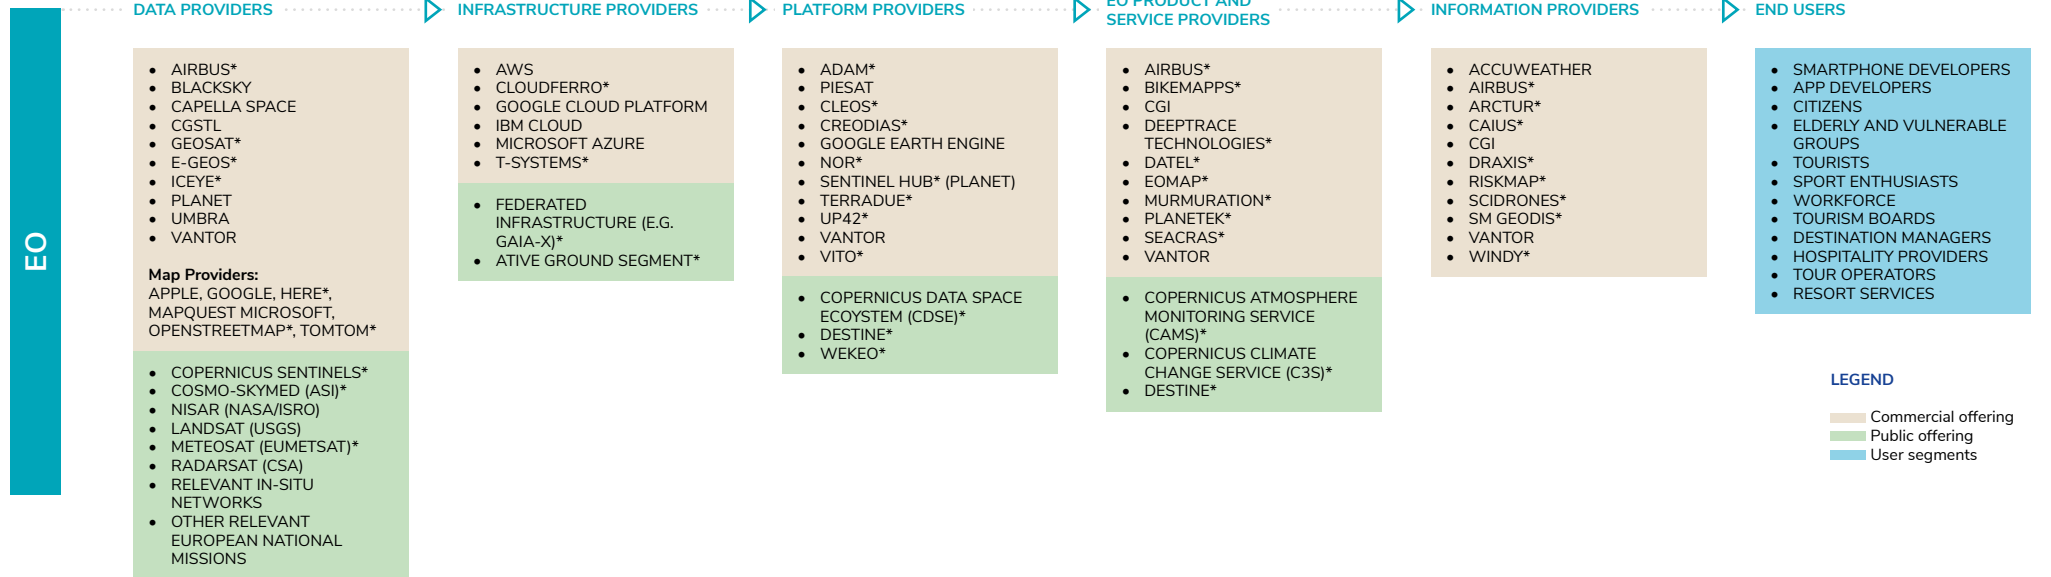 EO
DATA PROVIDERS
• AIRBUS*
• BLACKSKY
• CAPELLA SPACE
• CGSTL
• GEOSAT*
• E-GEOS*
• ICEYE*
• PLANET
• UMBRA
• VANTOR
Map Providers:
APPLE, GOOGLE, HERE*,
MAPQUEST MICROSOFT,
OPENSTREETMAP*, TOMTOM*
• COPERNICUS SENTINELS*
• COSMO-SKYMED (ASI)*
• NISAR (NASA/ISRO)
• LANDSAT (USGS)
• METEOSAT (EUMETSAT)*
• RADARSAT (CSA)
• RELEVANT IN-SITU
NETWORKS
• OTHER RELEVANT
EUROPEAN NATIONAL
MISSIONS
INFRASTRUCTURE PROVIDERS
• AWS
• CLOUDFERRO*
• GOOGLE CLOUD PLATFORM
• IBM CLOUD
• MICROSOFT AZURE
• T-SYSTEMS*
• FEDERATED
INFRASTRUCTURE (E.G.
GAIA-X)*
• ATIVE GROUND SEGMENT*
PLATFORM PROVIDERS
• ADAM*
• PIESAT
• CLEOS*
• CREODIAS*
• GOOGLE EARTH ENGINE
• NOR*
• SENTINEL HUB* (PLANET)
• TERRADUE*
• UP42*
• VANTOR
• VITO*
• COPERNICUS DATA SPACE
ECOYSTEM (CDSE)*
• DESTINE*
• WEKEO*
EO PRODUCT AND
SERVICE PROVIDERS
• AIRBUS*
• BIKEMAPPS*
• CGI
• DEEPTRACE
TECHNOLOGIES*
• DATEL*
• EOMAP*
• MURMURATION*
• PLANETEK*
• SEACRAS*
• VANTOR
• COPERNICUS ATMOSPHERE
MONITORING SERVICE
(CAMS)*
• COPERNICUS CLIMATE
CHANGE SERVICE (C3S)*
• DESTINE*
INFORMATION PROVIDERS
• ACCUWEATHER
• AIRBUS*
• ARCTUR*
• CAIUS*
• CGI
• DRAXIS*
• RISKMAP*
• SCIDRONES*
• SM GEODIS*
• VANTOR
• WINDY*
END USERS
• SMARTPHONE DEVELOPERS
• APP DEVELOPERS
• CITIZENS
• ELDERLY AND VULNERABLE
GROUPS
• TOURISTS
• SPORT ENTHUSIASTS
• WORKFORCE
• TOURISM BOARDS
• DESTINATION MANAGERS
• HOSPITALITY PROVIDERS
• TOUR OPERATORS
• RESORT SERVICES
LEGEND
Commercial offering
Public offering
User segments